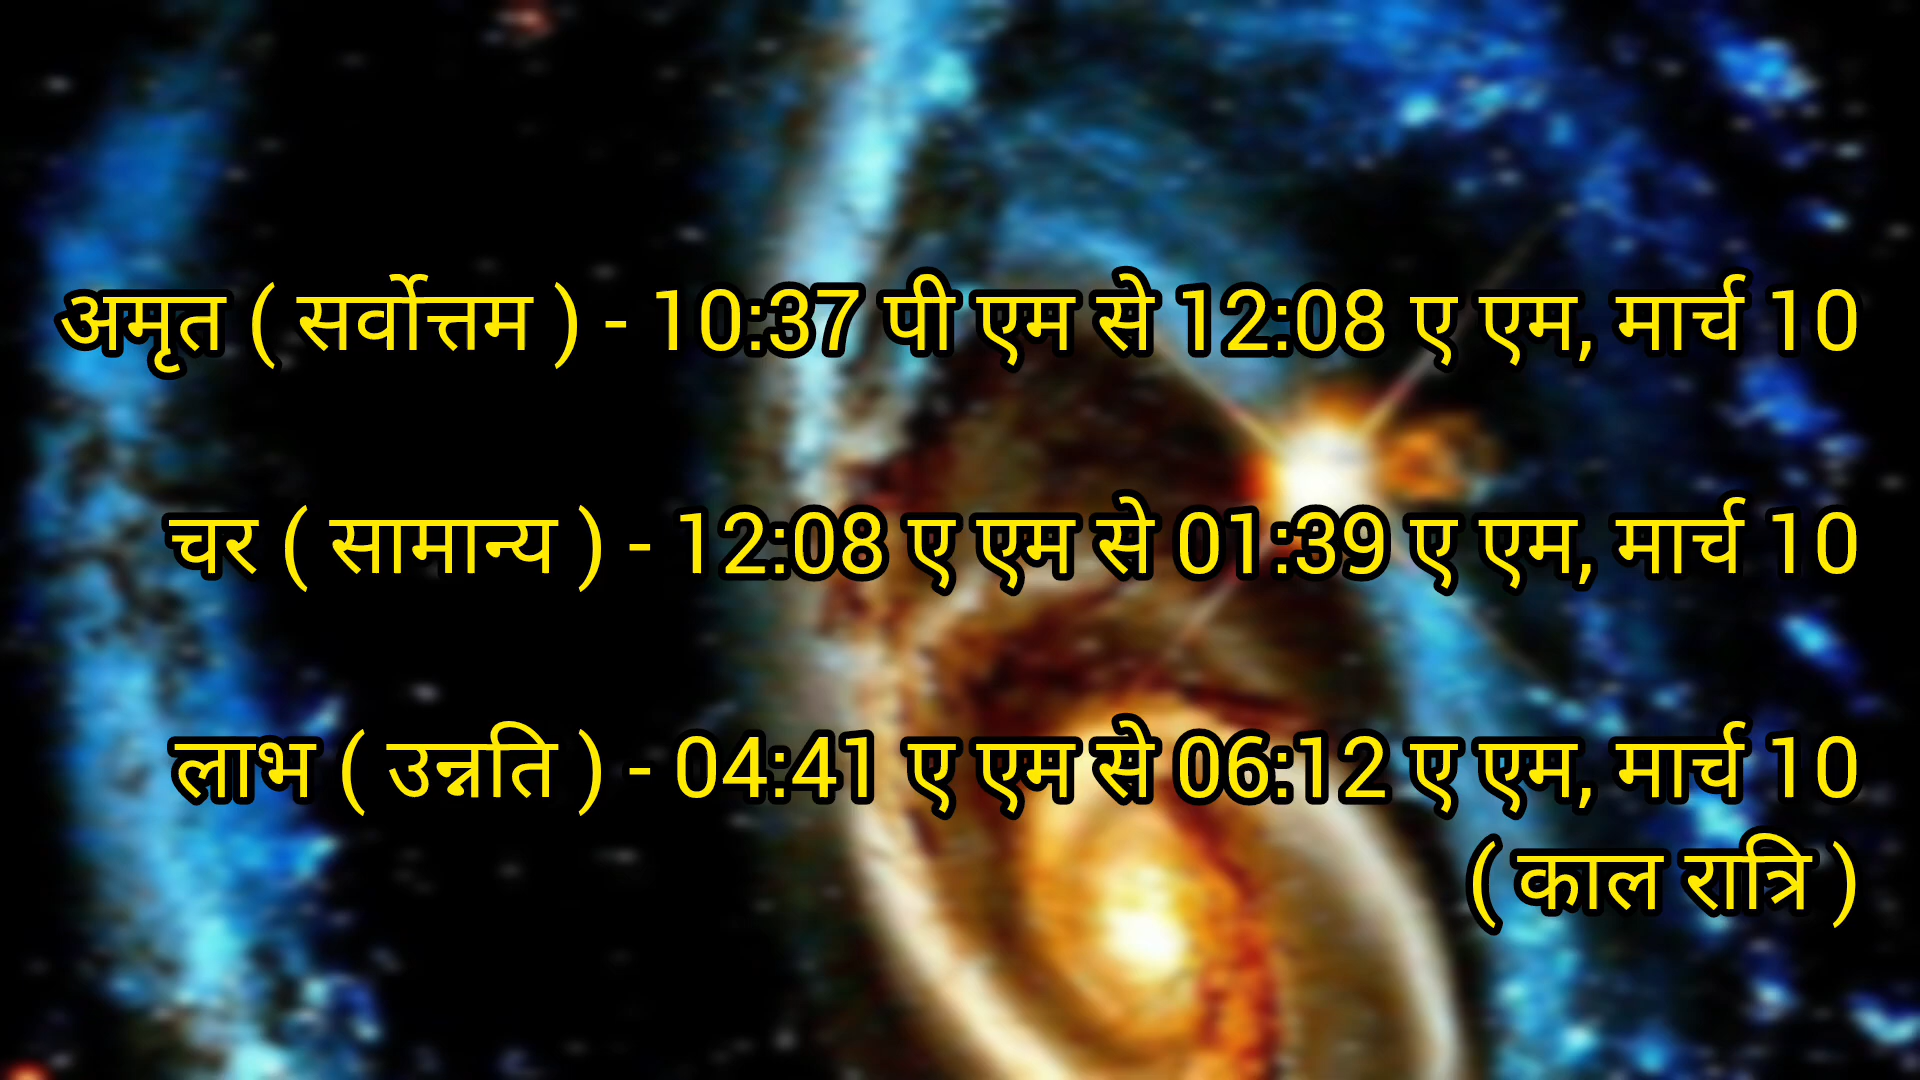 अमृत ( सर्वोत्तम ) - 10:37 पी एम से 12:08 ए एम, मार्च 10
चर ( सामान्य ) - 12:08 ए एम से 01:39 ए एम, मार्च 10
लाभ ( उन्नति ) - 04:41 ए एम से 06:12 ए एम, मार्च 10
( काल रात्रि )